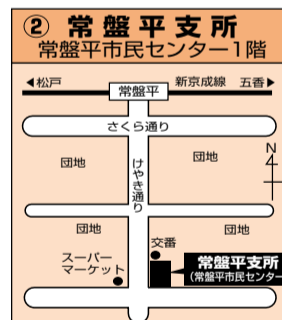 ② 常盤平支所
常盤平市民センター1階
◀松戸 新京成線 五香▶
常盤平
さくら通り
団地
団地
けやき通り
N
4
団地
団地
交番
スーパー
マーケット
常盤平支所
(常盤平市民センター